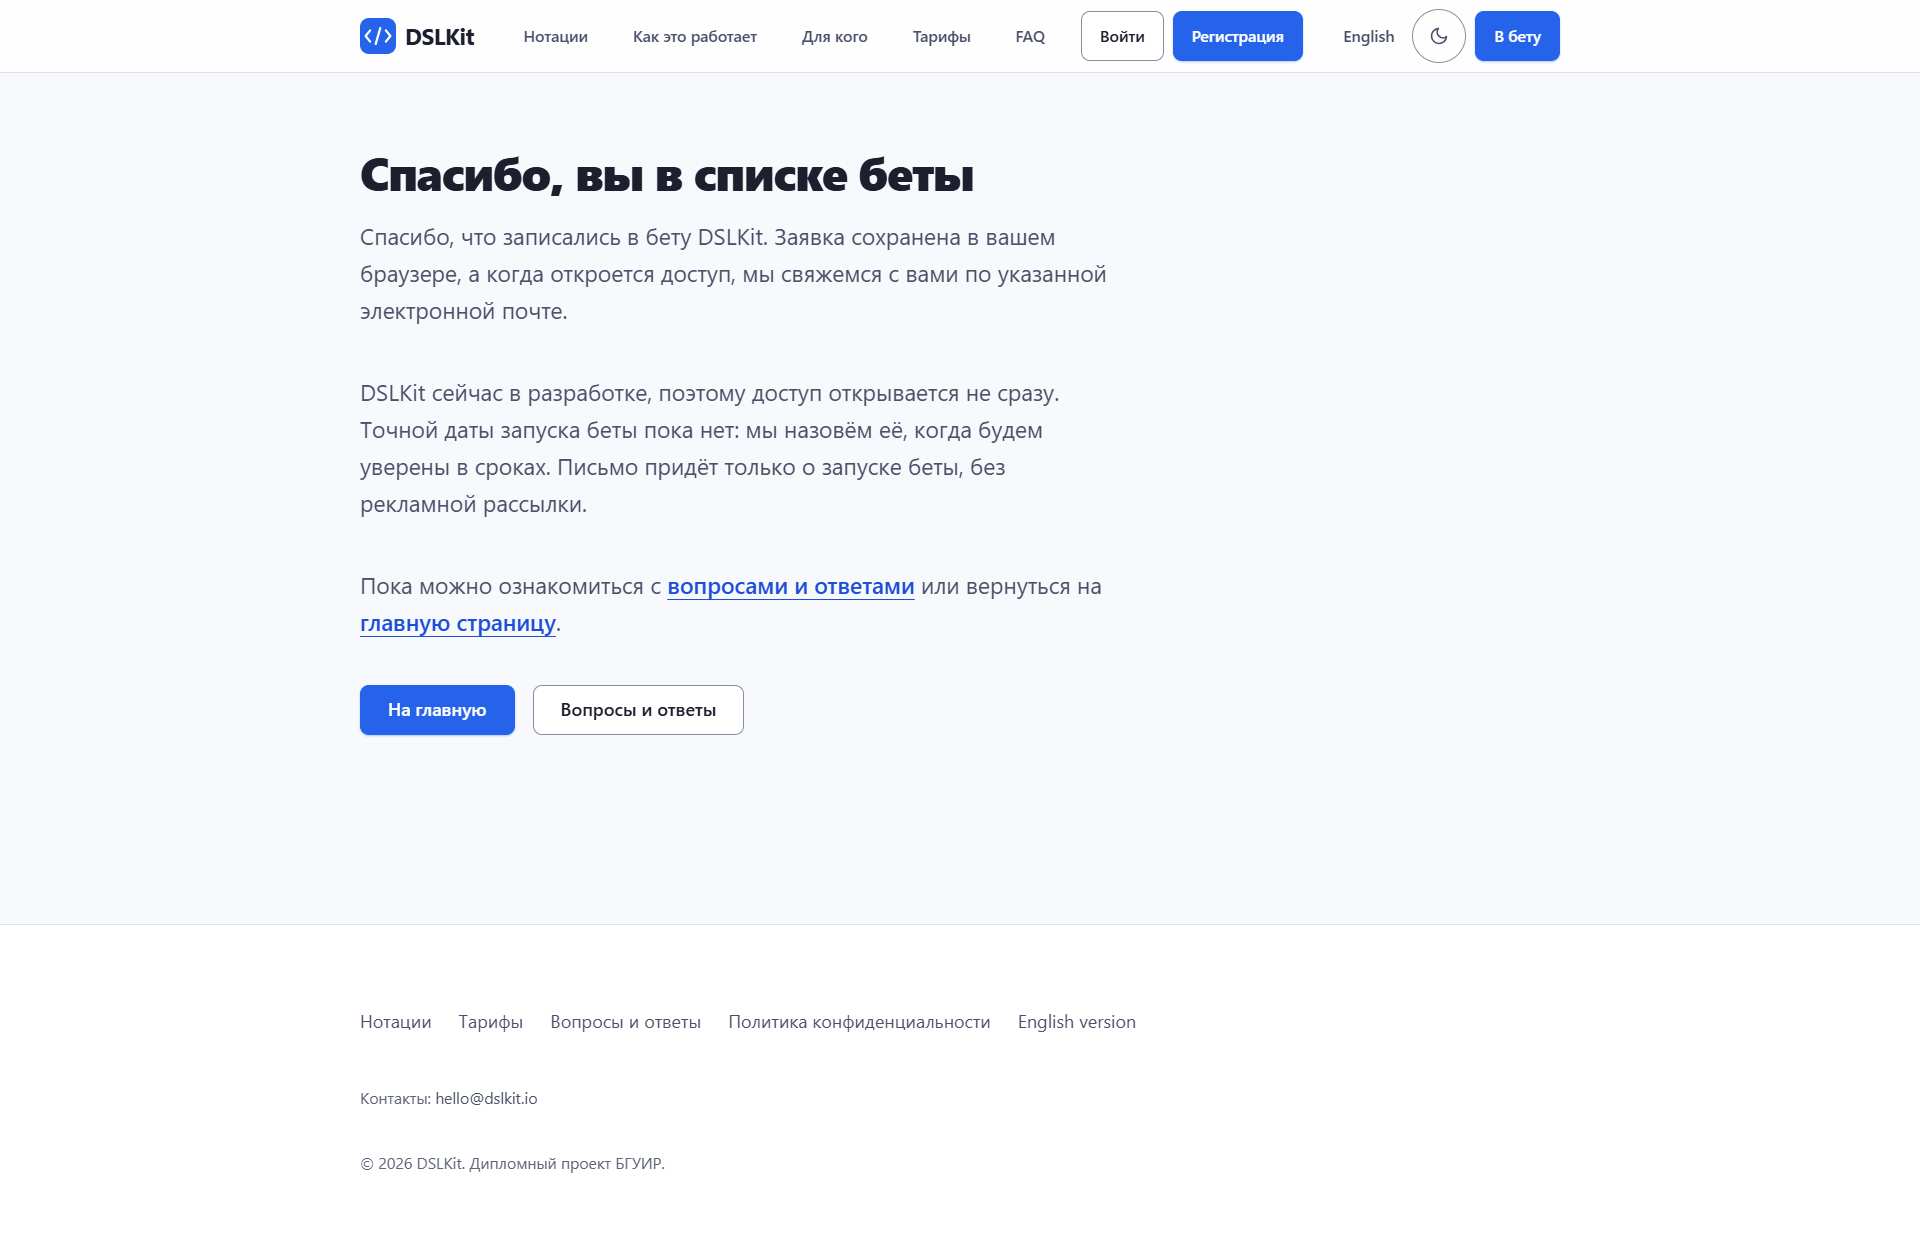 DSLKit
Нотации
Как это работает
Для кого
Тарифы
FAQ
Войти
Регистрация
English
В бету
Спасибо, вы в списке беты
Спасибо, что записались в бету DSLKit. Заявка сохранена в вашем
браузере, а когда откроется доступ, мы свяжемся с вами по указанной
электронной почте.
DSLKit сейчас в разработке, поэтому доступ открывается не сразу.
Точной даты запуска беты пока нет: мы назовём её, когда будем
уверены в сроках. Письмо придёт только о запуске беты, без
рекламной рассылки.
Пока можно ознакомиться с вопросами и ответами или вернуться на
главную страницу.
На главную
Вопросы и ответы
Нотации
Тарифы
Вопросы и ответы
Политика конфиденциальности
English version
Контакты: hello@dslkit.io
© 2026 DSLKit. Дипломный проект БГУИР.